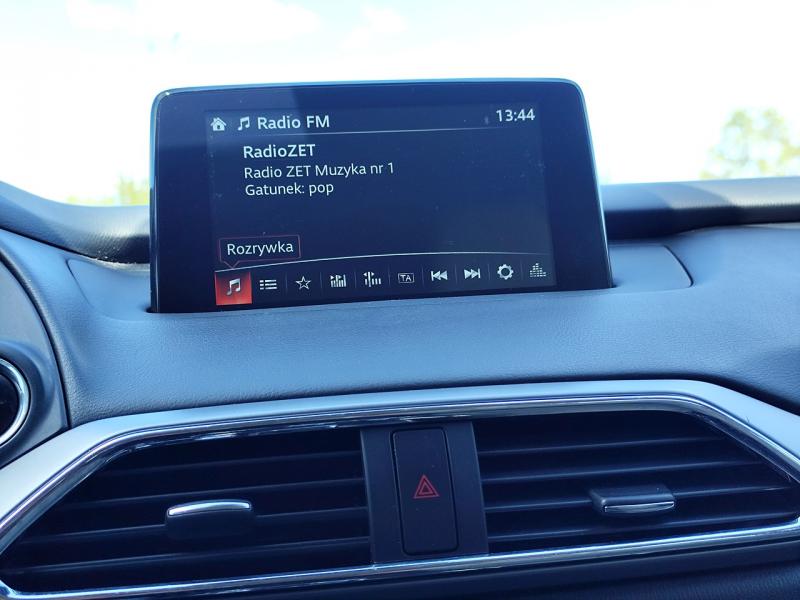 Radio FM
13:44
RadioZET
Radio ZET Muzyka nr 1
Gatunek: pop
Rozrywka
TA